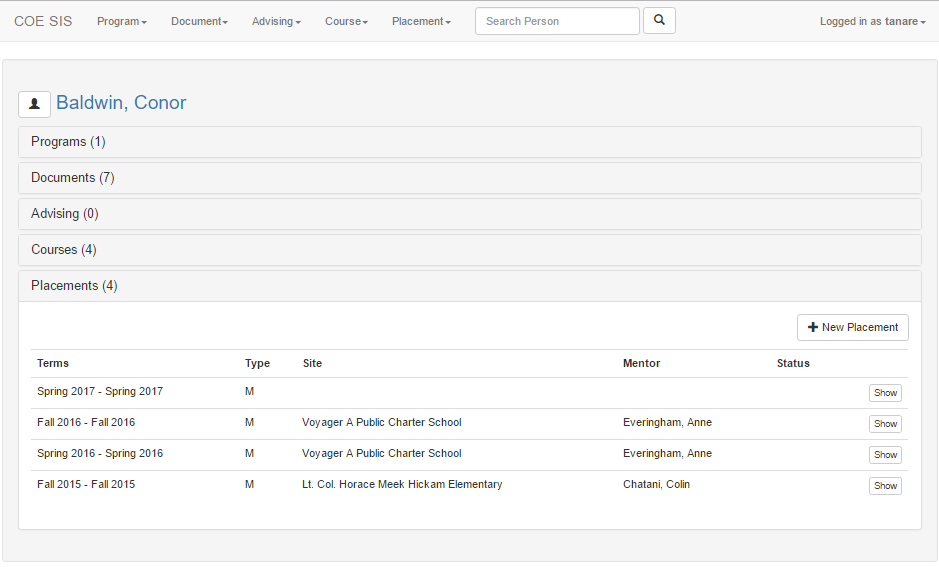 COE SIS Program Document Advising Course Placement Search Person Logged in as tanare
Baldwin, Conor
Programs (1)
Documents (7)
Advising (0)
Courses (4)
Placements (4)
New Placement
Terms Type Site Mentor Status
Spring 2017 - Spring 2017 M Show
Fall 2016 - Fall 2016 M Voyager A Public Charter School Everingham, Anne Show
Spring 2016 - Spring 2016 M Voyager A Public Charter School Everingham, Anne Show
Fall 2015 - Fall 2015 M Lt. Col. Horace Meek Hickam Elementary Chatani, Colin Show